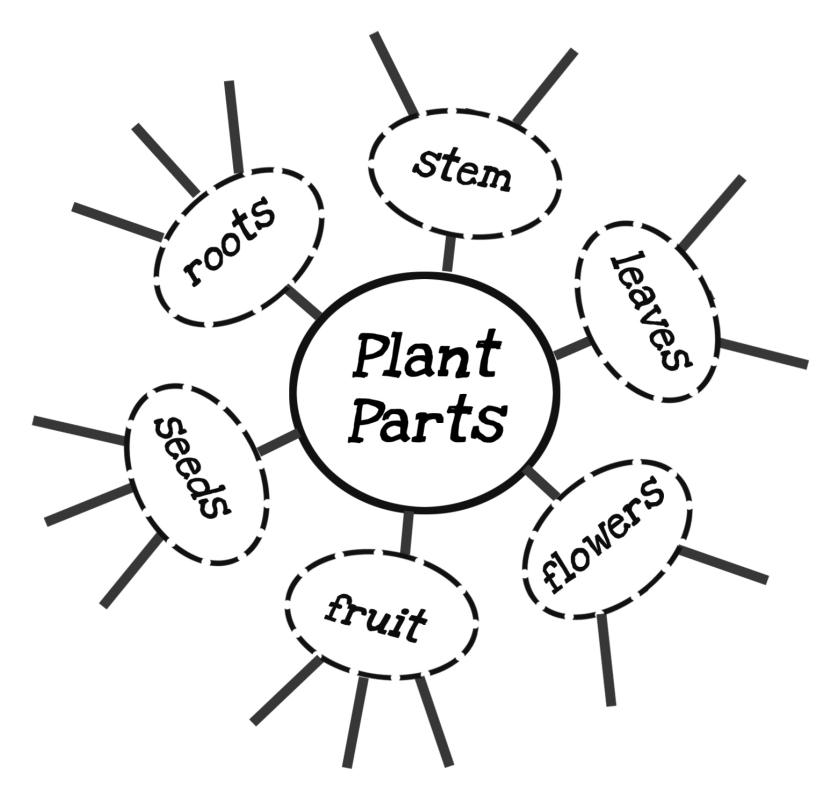 stem
roots
leaves
Plant
Parts
seeds
flowers
fruit